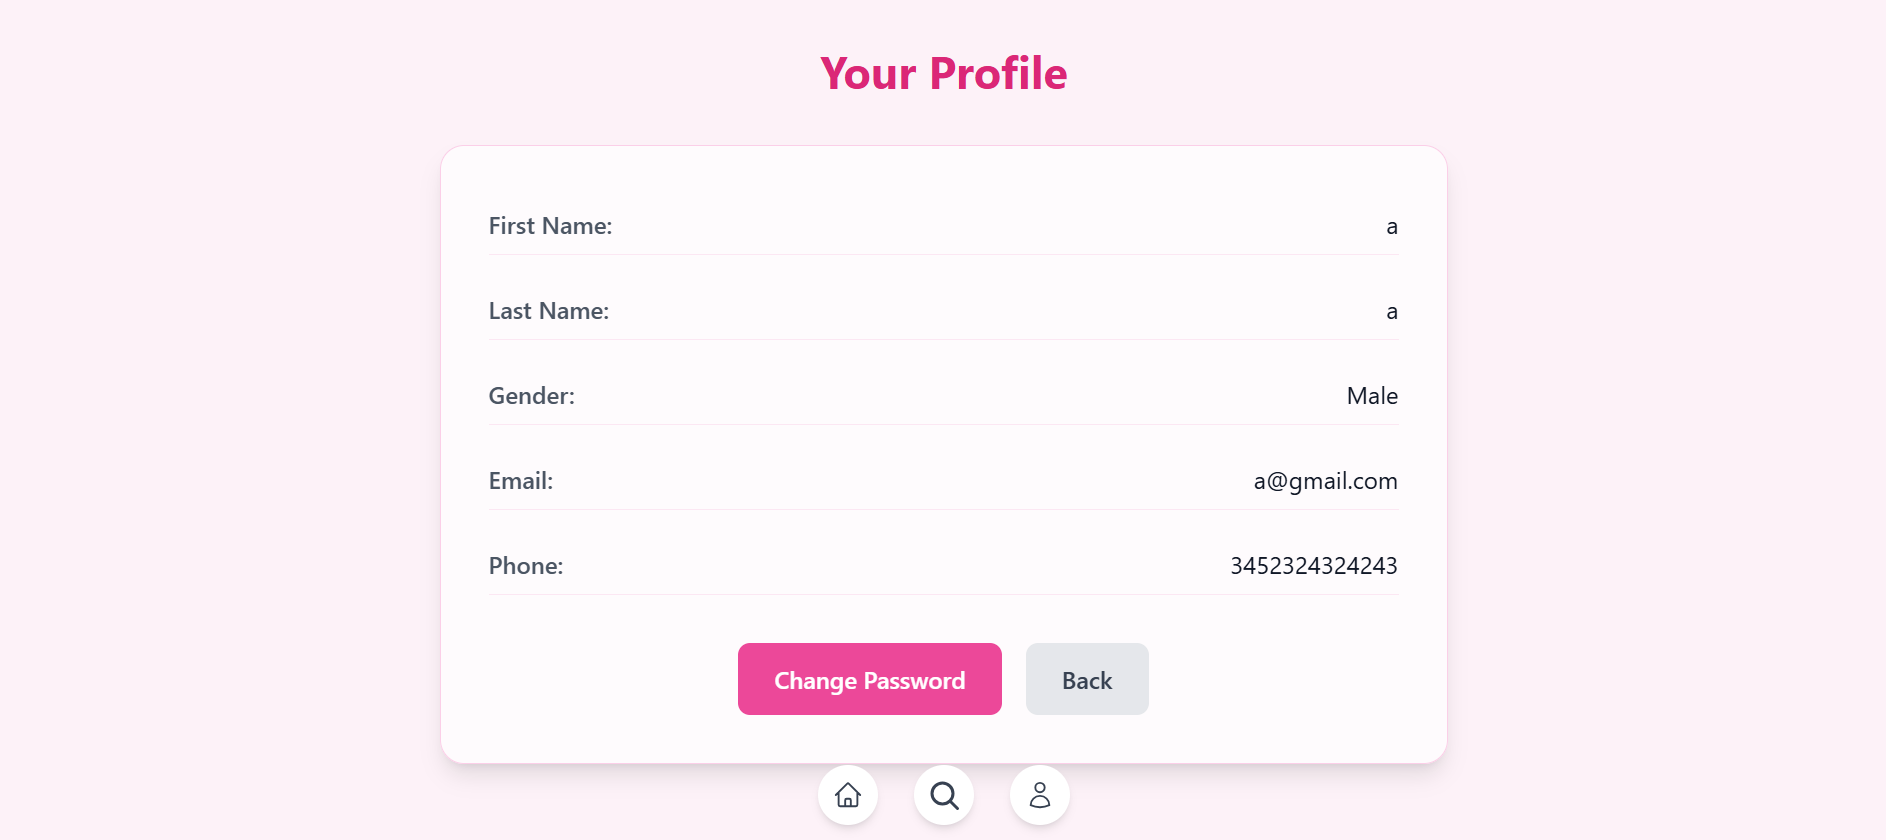 Your Profile
First Name: a
Last Name: a
Gender: Male
Email: a@gmail.com
Phone: 3452324324243
Change Password Back